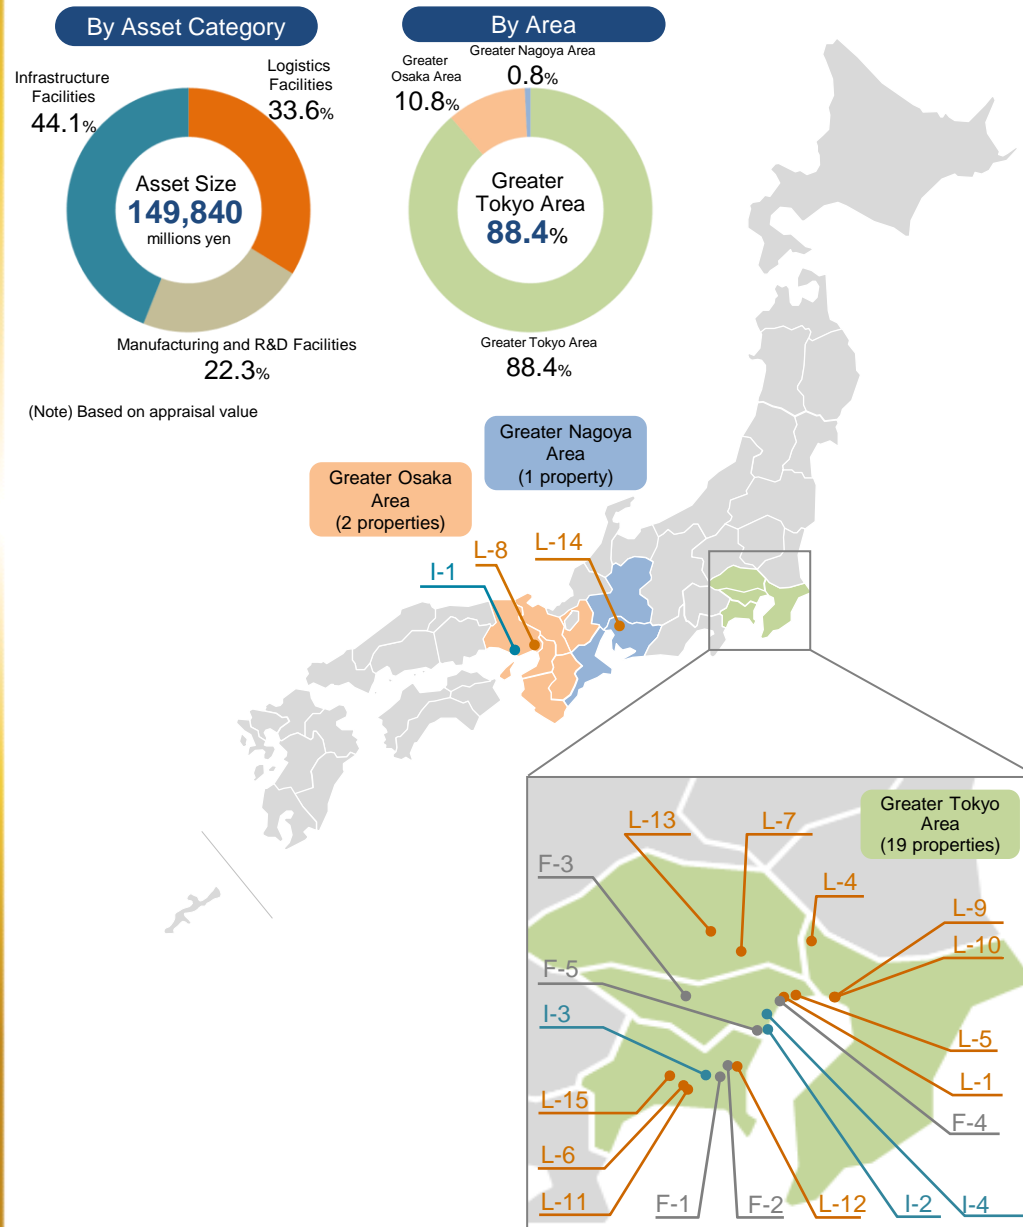 By Asset Category
By Area
Infrastructure
Facilities
44.1%
Logistics
Facilities
33.6%
Asset Size
149,840
millions yen
Manufacturing and R&D Facilities
22.3%
(Note) Based on appraisal value
Greater Nagoya Area
0.8%
Greater
Osaka Area
10.8%
Greater
Tokyo Area
88.4%
Greater Tokyo Area
88.4%
Greater Nagoya
Area
(1 property)
Greater Osaka
Area
(2 properties)
L-14
L-8
I-1
Greater Tokyo
Area
(19 properties)
L-13
L-7
F-3
L-4
L-9
L-10
F-5
I-3
L-5
L-1
L-15
F-4
L-6
L-11
F-1
F-2
L-12
I-2
I-4